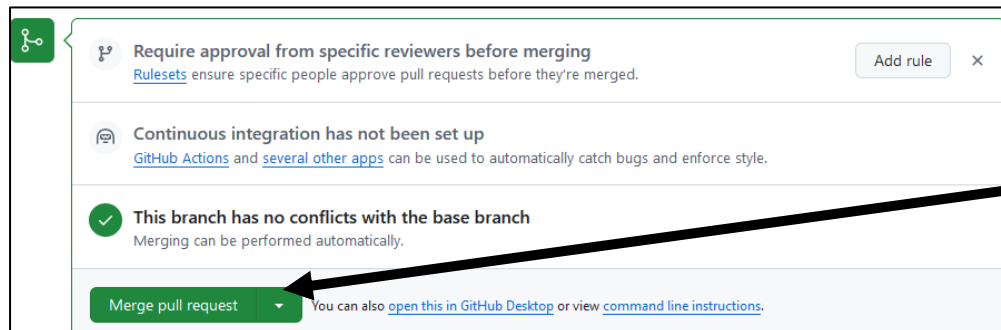 Require approval from specific reviewers before merging
Rulesets ensure specific people approve pull requests before they're merged.
Add rule
Continuous integration has not been set up
GitHub Actions and several other apps can be used to automatically catch bugs and enforce style.
This branch has no conflicts with the base branch
Merging can be performed automatically.
Merge pull request
You can also open this in GitHub Desktop or view command line instructions.